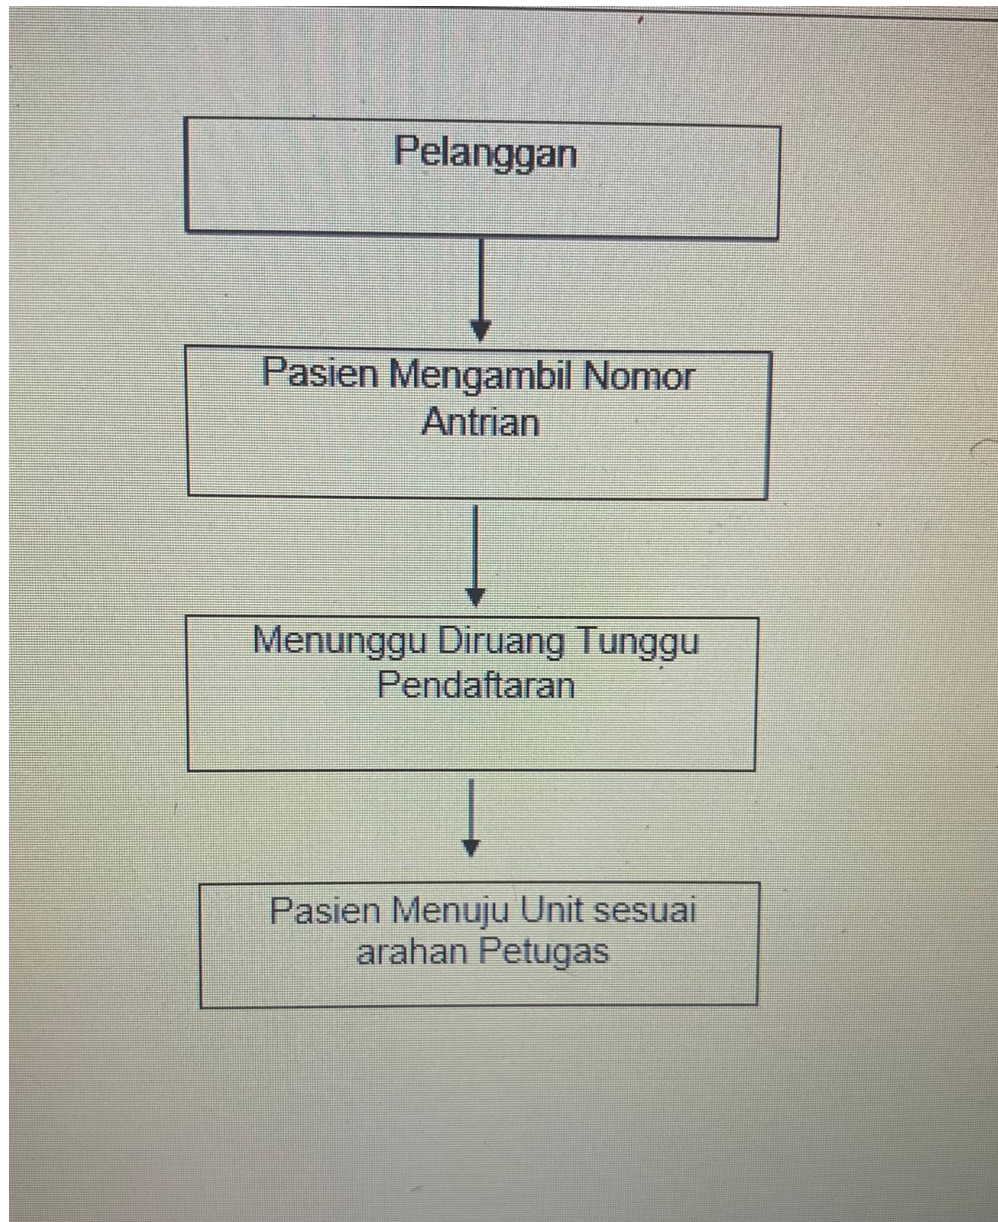 Pelanggan
Pasien Mengambil Nomor
Antrian
Menunggu Diruang Tunggu
Pendaftaran
Pasien Menuju Unit sesuai
arahan Petugas